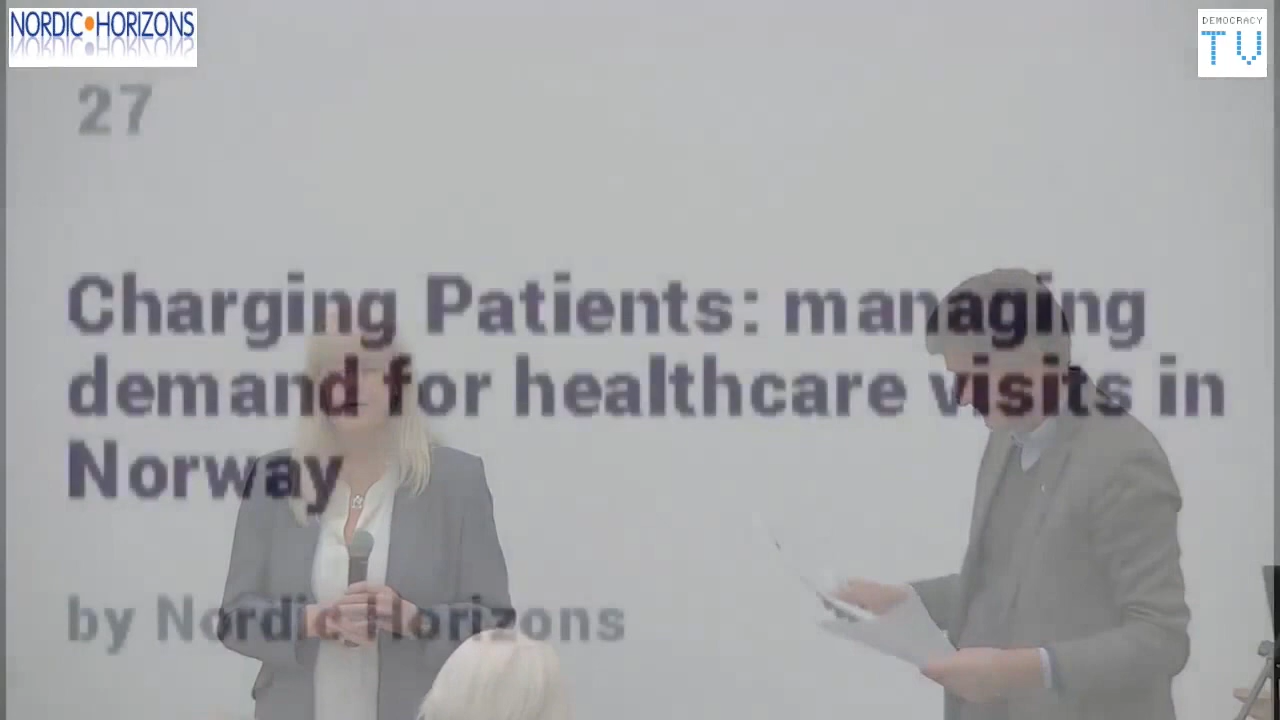 NORDIC•HORIZONS
DEMOCRACY
TV
27
Charging Patients: managing
demand for healthcare visits in
Norway
by Nordic Horizons